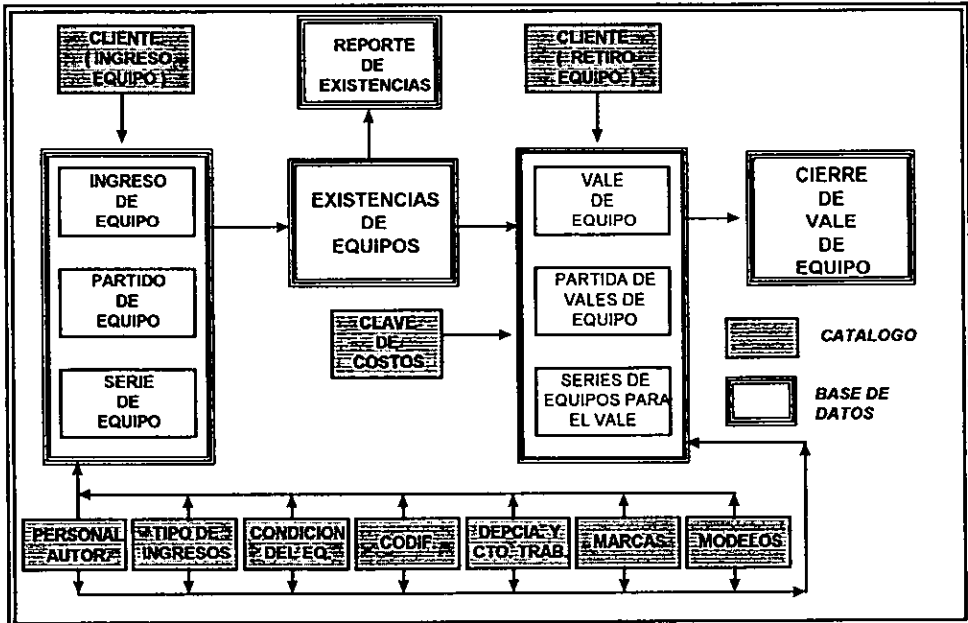 CLIENTE
( INGRESO
EQUIPO )
REPORTE
DE
EXISTENCIAS
CLIENTE
( RETIRO
EQUIPO )
INGRESO
DE
EQUIPO
PARTIDO
DE
EQUIPO
SERIE
DE
EQUIPO
EXISTENCIAS
DE
EQUIPOS
CLAVE
DE
COSTOS
VALE
DE
EQUIPO
PARTIDA DE
VALES DE
EQUIPO
SERIES DE
EQUIPOS PARA
EL VALE
CIERRE
DE
VALE
DE
EQUIPO
CATALOGO
BASE DE
DATOS
PERSONAL
AUTORZ
TIPO DE
INGRESOS
CONDICION
DEL EQ.
CODIF.
DEPCIA Y
CTO. TRAB.
MARCAS
MODELOS